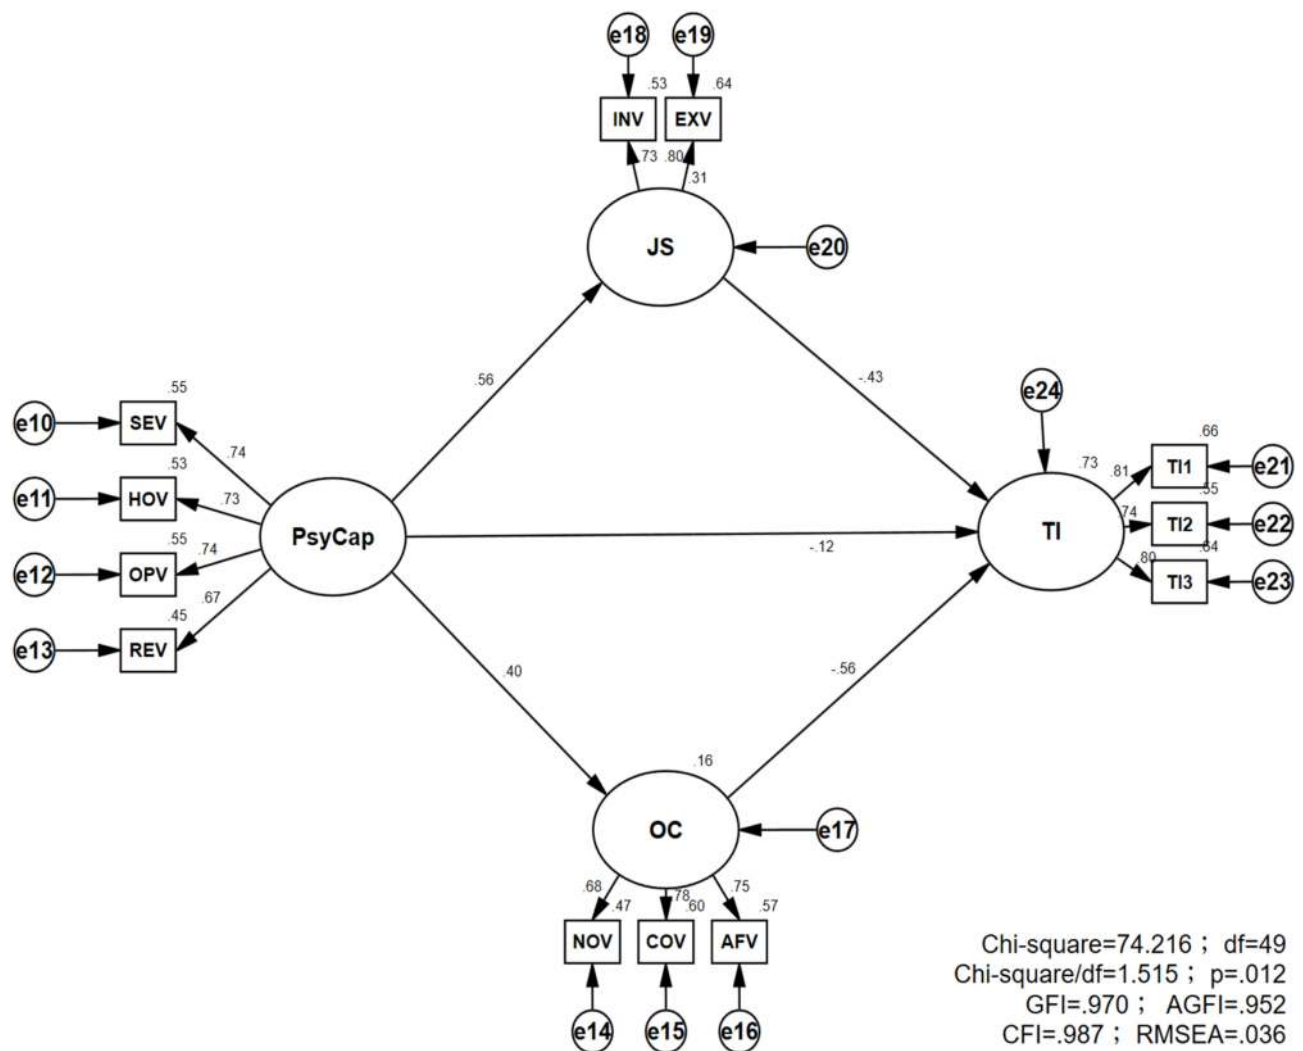 e18 e19
.53 .64
INV EXV
.73 .80
.31
JS e20
.56 -.43
e24
.55
e10 SEV
.74
.53
e11 HOV
.73
.55
e12 OPV
.74
.67
.45
e13 REV
PsyCap
-.12
TI
.73
.66
.81
TI1 e21
.55
.74
TI2 e22
.64
.80
TI3 e23
.40 -.56
.16
OC e17
.68 .78 .75
.47 .60 .57
NOV COV AFV
e14 e15 e16
Chi-square=74.216 ; df=49
Chi-square/df=1.515 ; p=.012
GFI=.970 ; AGFI=.952
CFI=.987 ; RMSEA=.036